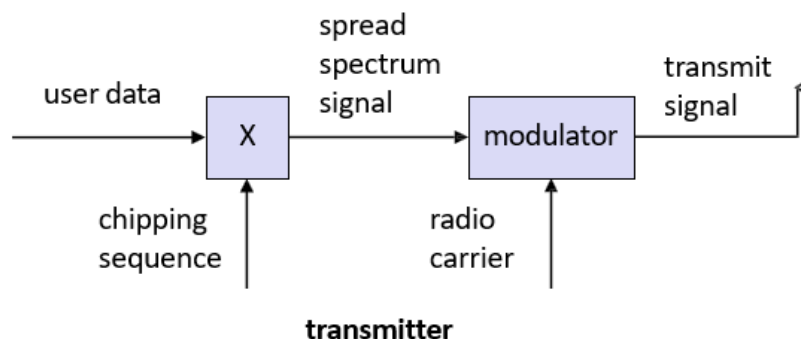 user data
X
spread
spectrum
signal
modulator
transmit
signal
chipping
sequence
radio
carrier
transmitter